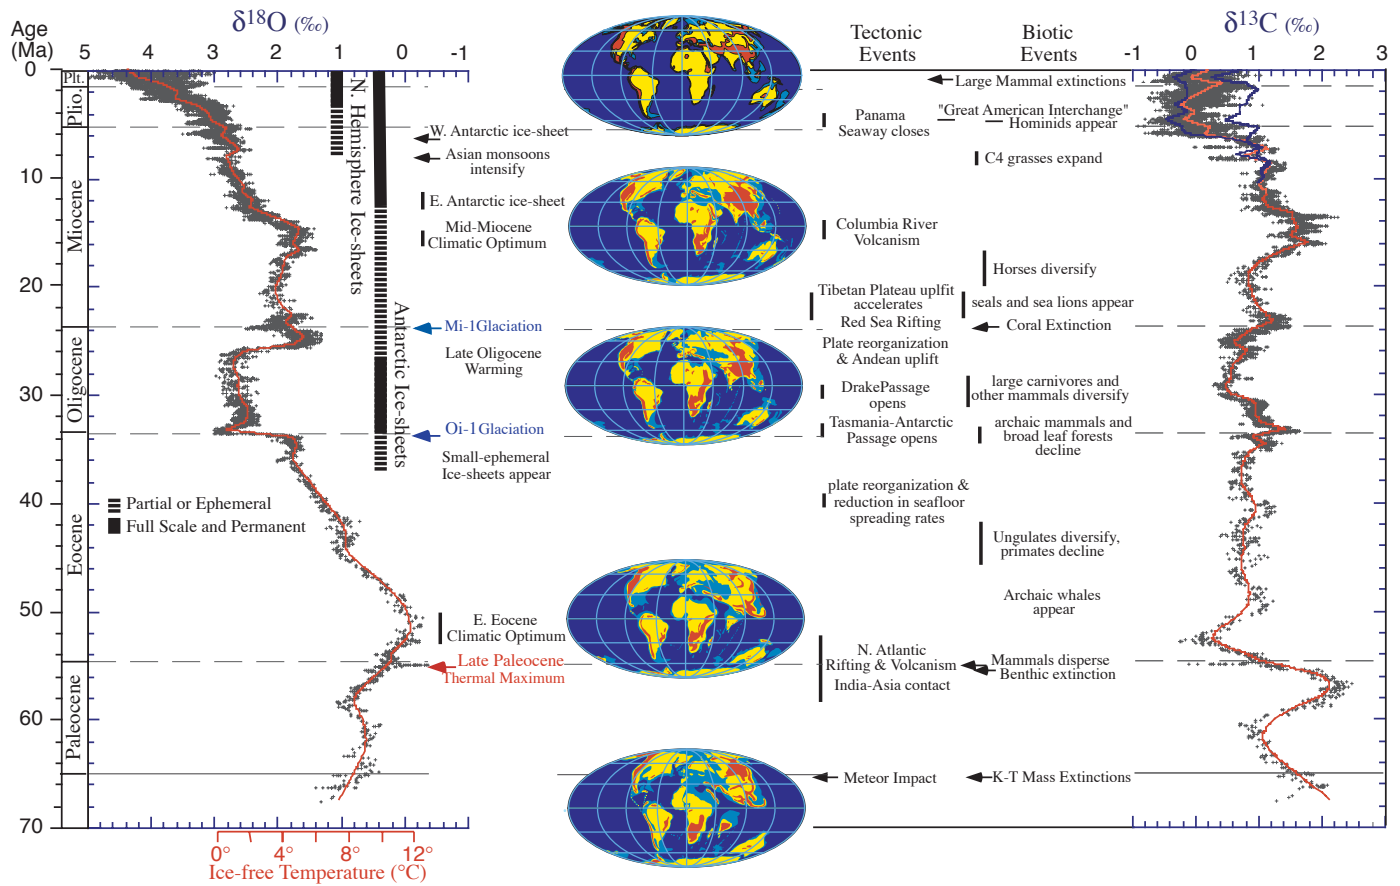 Age
(Ma)
δ18O (‰)
5 4 3 2 1 0 -1
Tectonic
Events
Biotic
Events
δ13C (‰)
-1 0 1 2 3
0
10
20
30
40
50
60
70
Plt.
Plio.
Miocene
Oligocene
Eocene
Paleocene
N. Hemisphere Ice-sheets
Antarctic Ice-sheets
Partial or Ephemeral
Full Scale and Permanent
W. Antarctic ice-sheet
Asian monsoons
intensify
E. Antarctic ice-sheet
Mid-Miocene
Climatic Optimum
Mi-1Glaciation
Late Oligocene
Warming
Oi-1Glaciation
Small-ephemeral
Ice-sheets appear
E. Eocene
Climatic Optimum
Late Paleocene
Thermal Maximum
Panama
Seaway closes
Columbia River
Volcanism
Tibetan Plateau uplfit
accelerates
Red Sea Rifting
Plate reorganization
& Andean uplift
DrakePassage
opens
Tasmania-Antarctic
Passage opens
plate reorganization &
reduction in seafloor
spreading rates
N. Atlantic
Rifting & Volcanism
India-Asia contact
Meteor Impact
Large Mammal extinctions
"Great American Interchange"
Hominids appear
C4 grasses expand
Horses diversify
seals and sea lions appear
Coral Extinction
large carnivores and
other mammals diversify
archaic mammals and
broad leaf forests
decline
Ungulates diversify,
primates decline
Archaic whales
appear
Mammals disperse
Benthic extinction
K-T Mass Extinctions
0° 4° 8° 12°
Ice-free Temperature (°C)